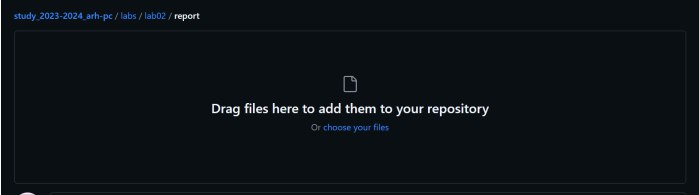 study_2023-2024_arh-pc / labs / lab02 / report
Drag files here to add them to your repository
Or choose your files